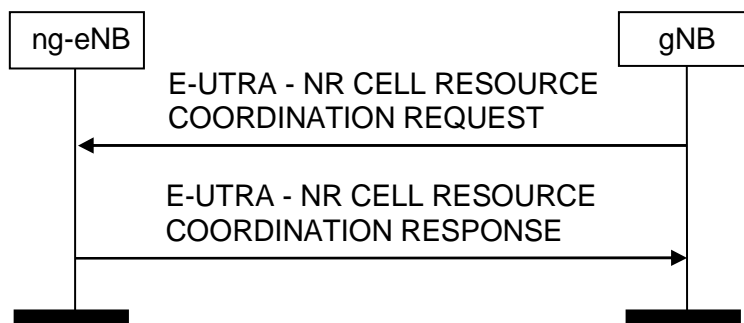 ng-eNB
gNB
E-UTRA - NR CELL RESOURCE
COORDINATION REQUEST
E-UTRA - NR CELL RESOURCE
COORDINATION RESPONSE